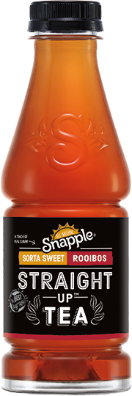 Snapple
SORTA SWEET ROOIBOS
STRAIGHT
UP
TEA